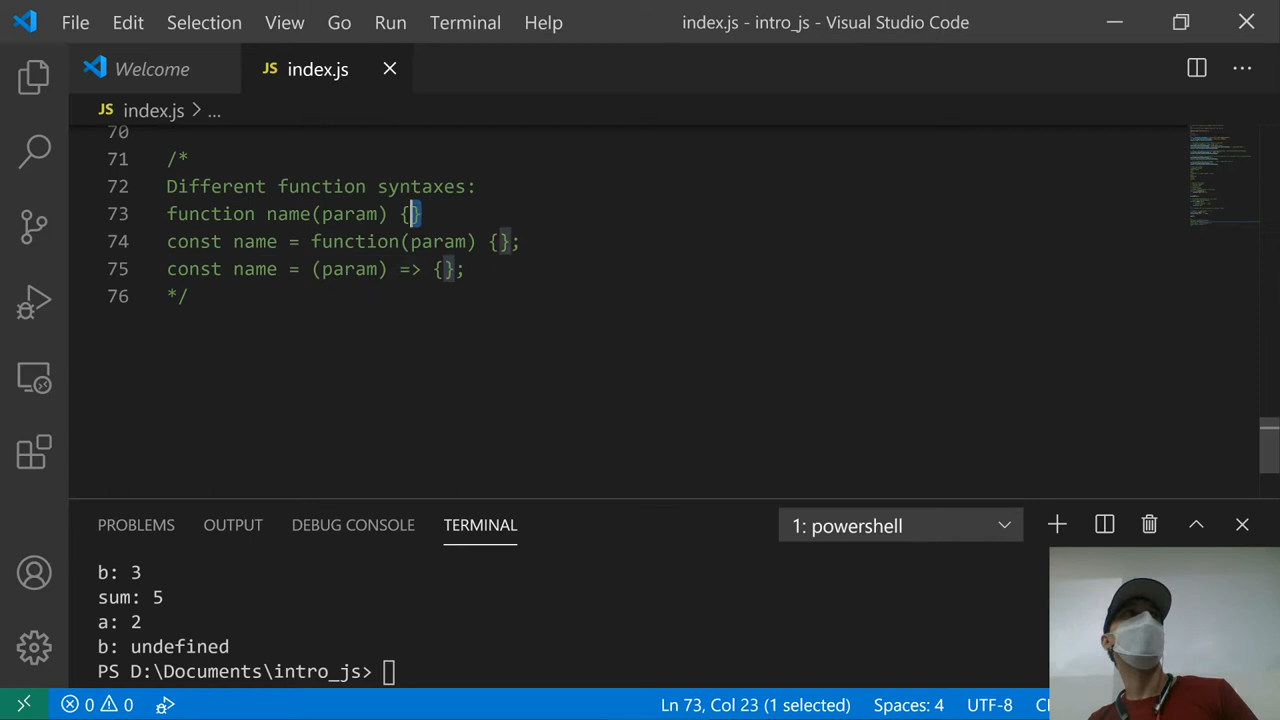 File Edit Selection View Go Run Terminal Help index.js - intro_js - Visual Studio Code
Welcome JS index.js
JS index.js > ...
70
71 /*
72 Different function syntaxes:
73 function name(param) {}
74 const name = function(param) {};
75 const name = (param) => {};
76 */
PROBLEMS OUTPUT DEBUG CONSOLE TERMINAL 1: powershell
b: 3
sum: 5
a: 2
b: undefined
PS D:\Documents\intro_js>
0 0 Ln 73, Col 23 (1 selected) Spaces: 4 UTF-8